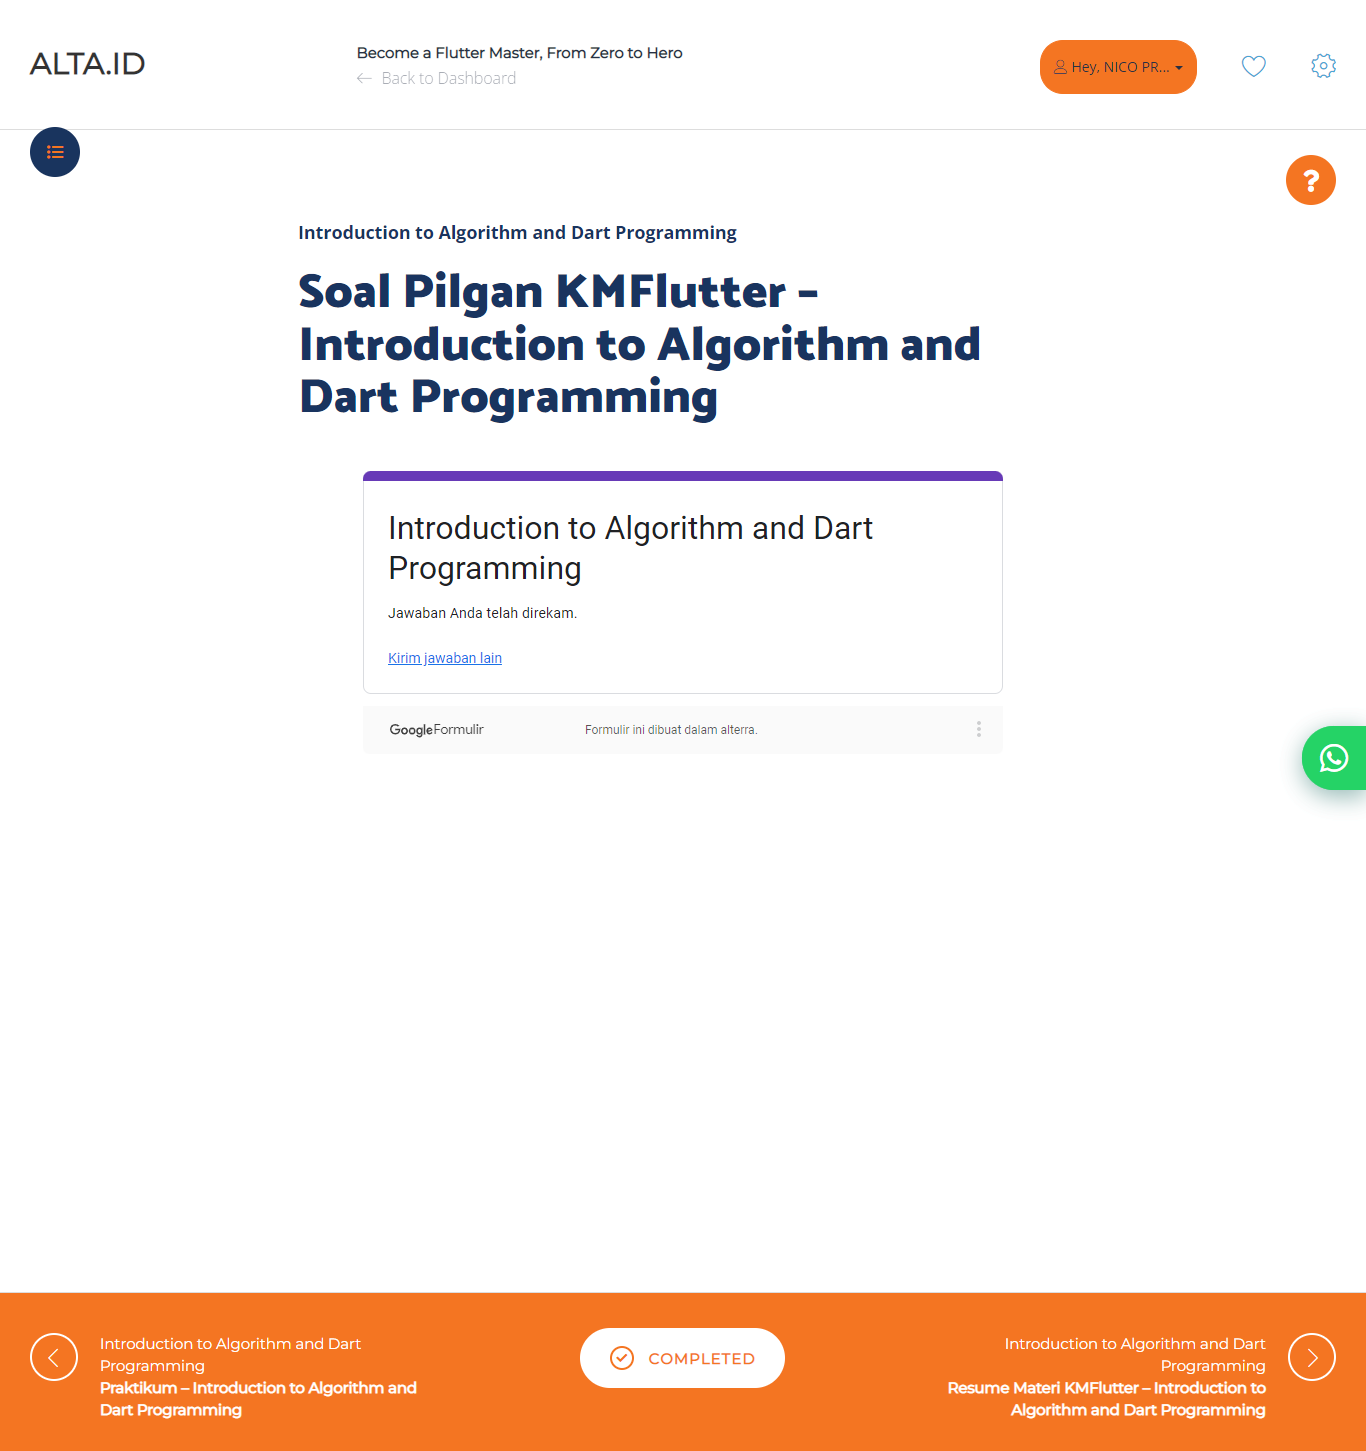 ALTA.ID
Become a Flutter Master, From Zero to Hero
Back to Dashboard
Hey, NICO PR...
Introduction to Algorithm and Dart Programming
Soal Pilgan KMFlutter –
Introduction to Algorithm and
Dart Programming
Introduction to Algorithm and Dart
Programming
Jawaban Anda telah direkam.
Kirim jawaban lain
Google Formulir
Formulir ini dibuat dalam alterra.
Introduction to Algorithm and Dart
Programming
Praktikum – Introduction to Algorithm and
Dart Programming
COMPLETED
Introduction to Algorithm and Dart
Programming
Resume Materi KMFlutter – Introduction to
Algorithm and Dart Programming